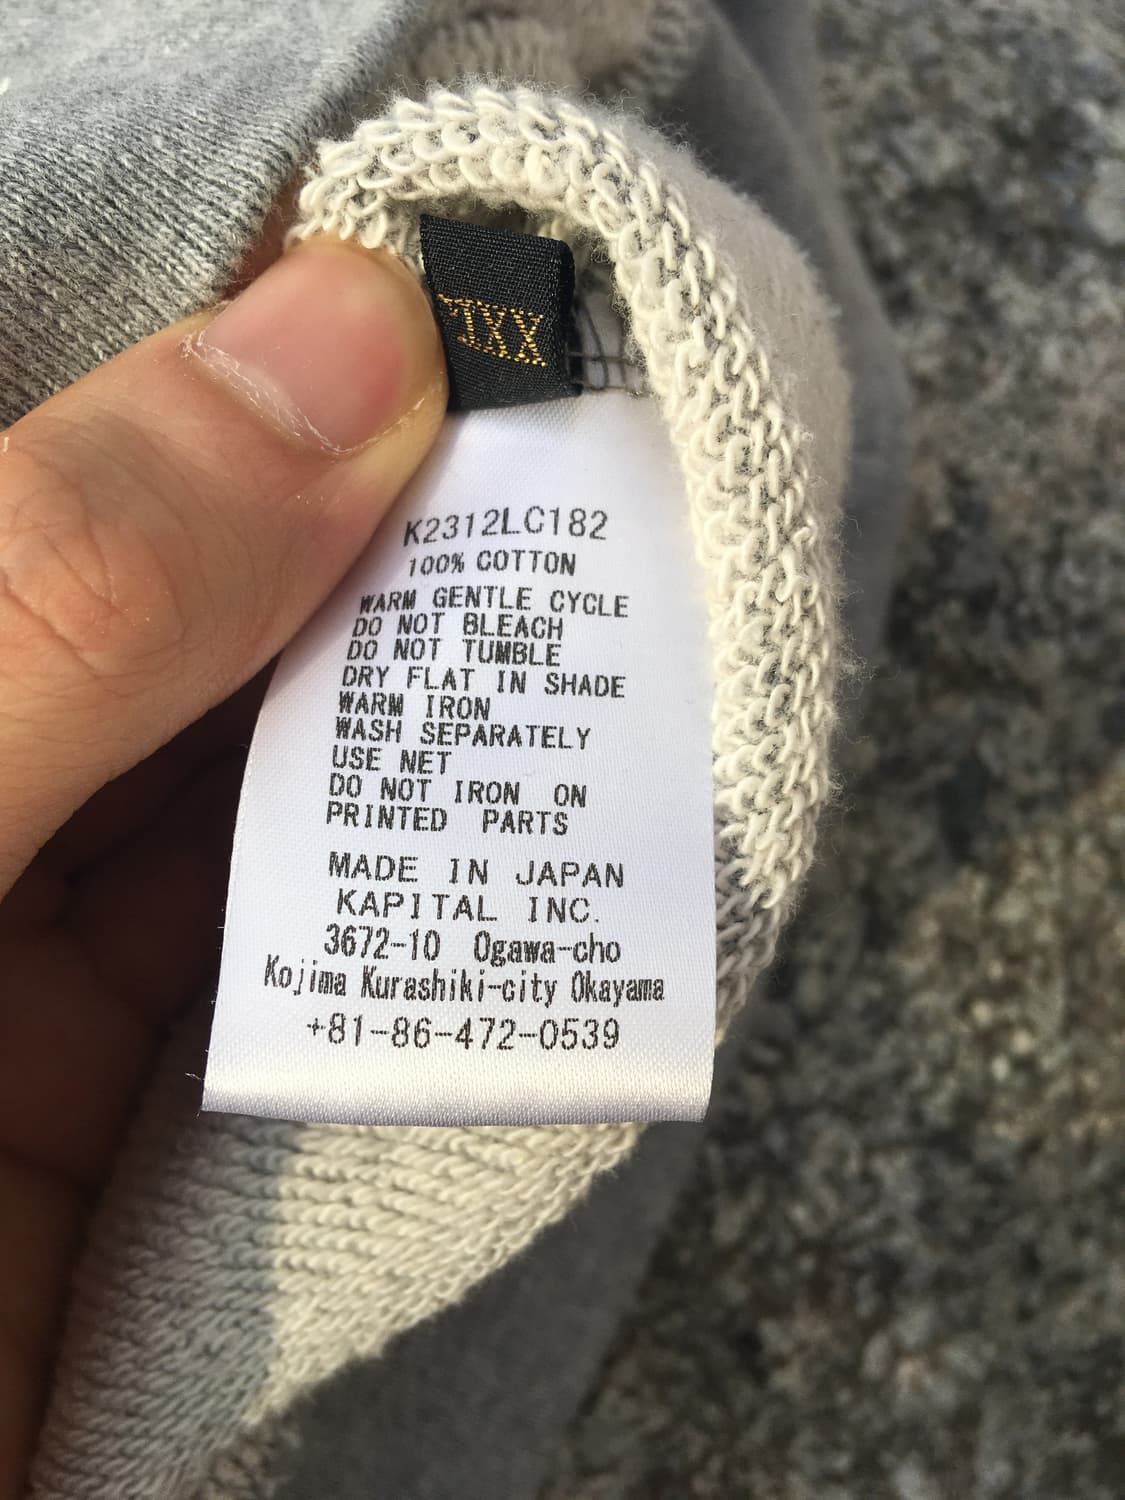 XXL
K2312LC182
100% COTTON
WARM GENTLE CYCLE
DO NOT BLEACH
DO NOT TUMBLE
DRY FLAT IN SHADE
WARM IRON
WASH SEPARATELY
USE NET
DO NOT IRON ON
PRINTED PARTS
MADE IN JAPAN
KAPITAL INC.
3672-10 Ogawa-cho
Kojima Kurashiki-city Okayama
+81-86-472-0539